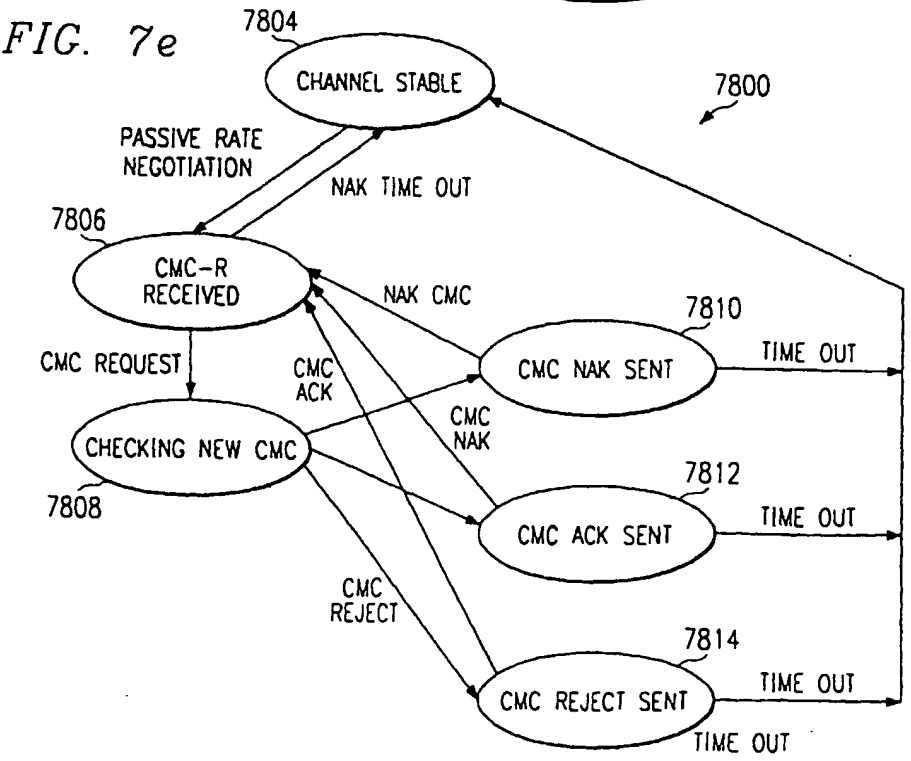 FIG. 7e
7804
CHANNEL STABLE
7800
PASSIVE RATE
NEGOTIATION
NAK TIME OUT
7806
CMC-R
RECEIVED
NAK CMC
7810
CMC REQUEST
CMC
ACK
CMC NAK SENT
TIME OUT
CMC
NAK
CHECKING NEW CMC
7808
7812
CMC ACK SENT
TIME OUT
CMC
REJECT
7814
CMC REJECT SENT
TIME OUT
TIME OUT